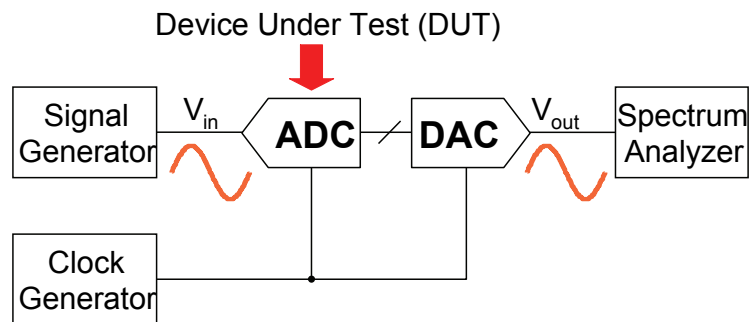 Device Under Test (DUT)
Signal
Generator
Vin
ADC
DAC
Vout
Spectrum
Analyzer
Clock
Generator